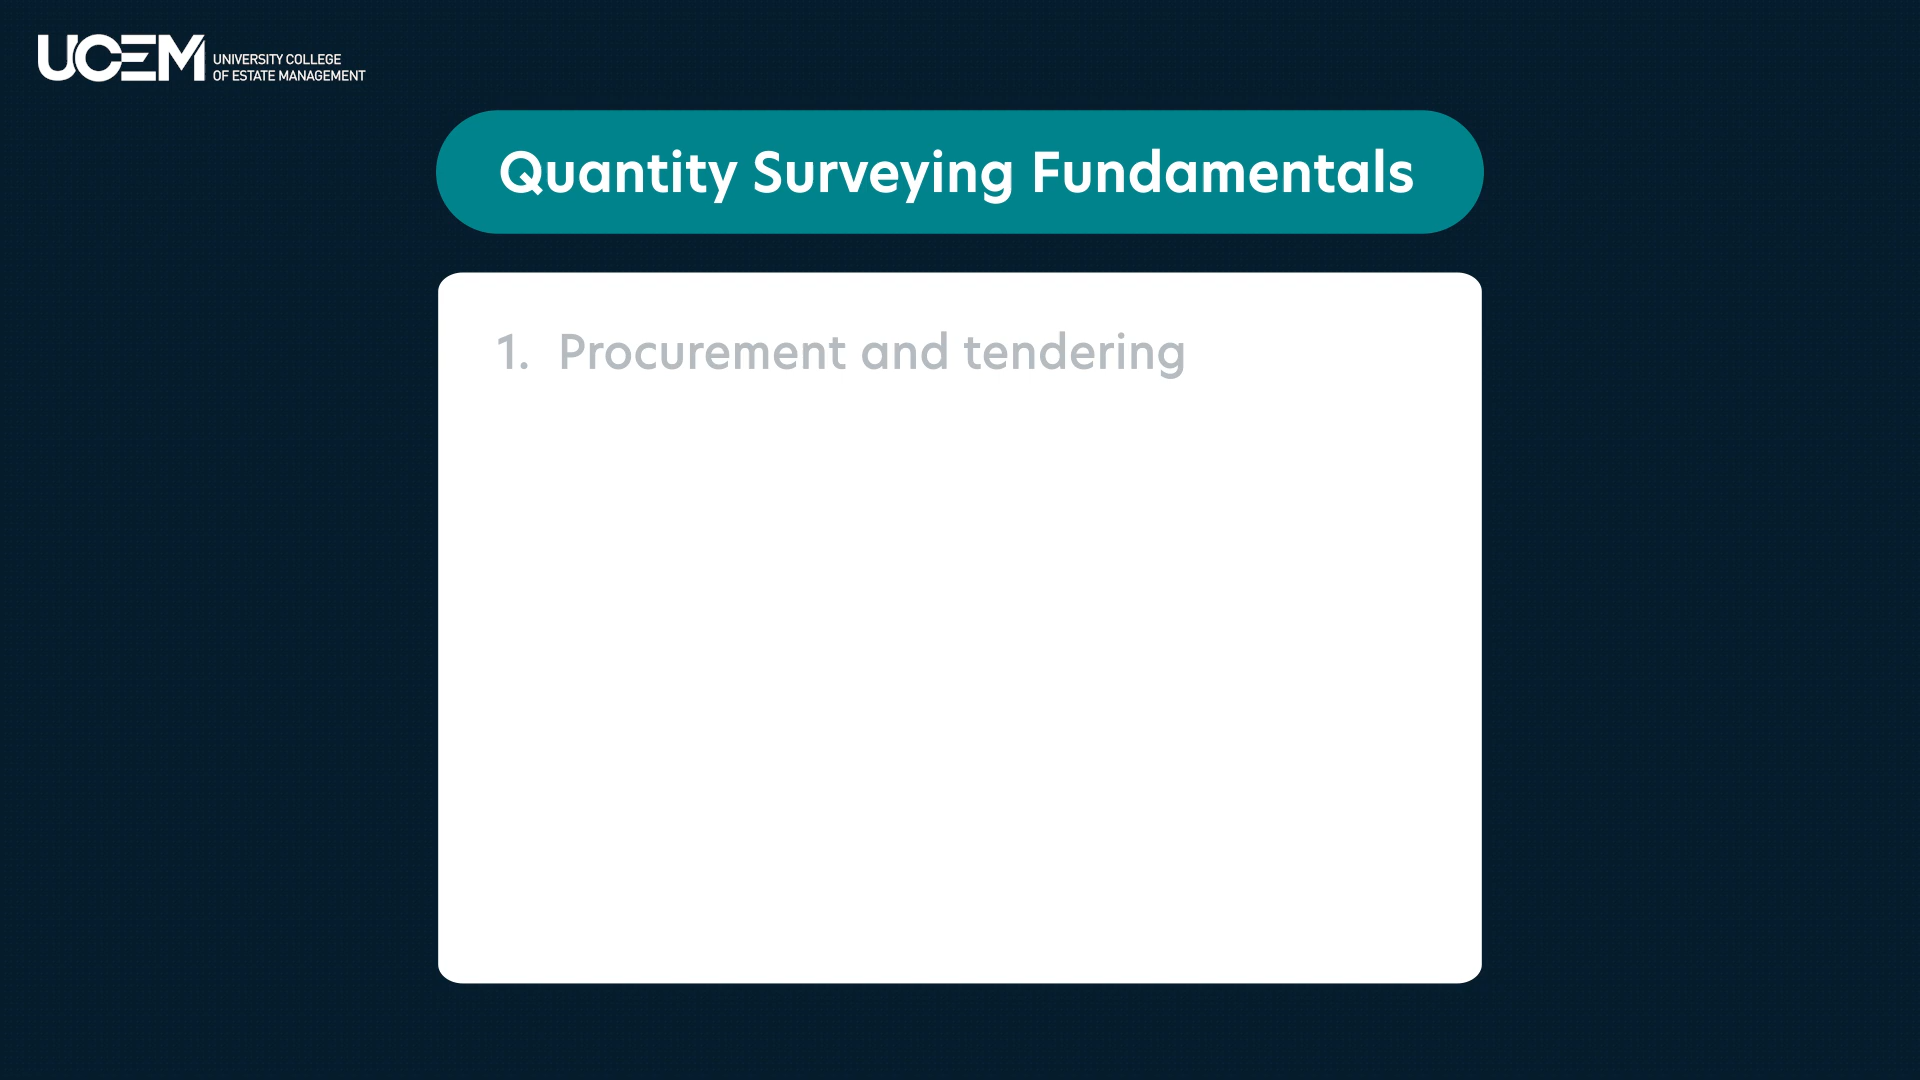 UCEM
UNIVERSITY COLLEGE
OF ESTATE MANAGEMENT
Quantity Surveying Fundamentals
1. Procurement and tendering